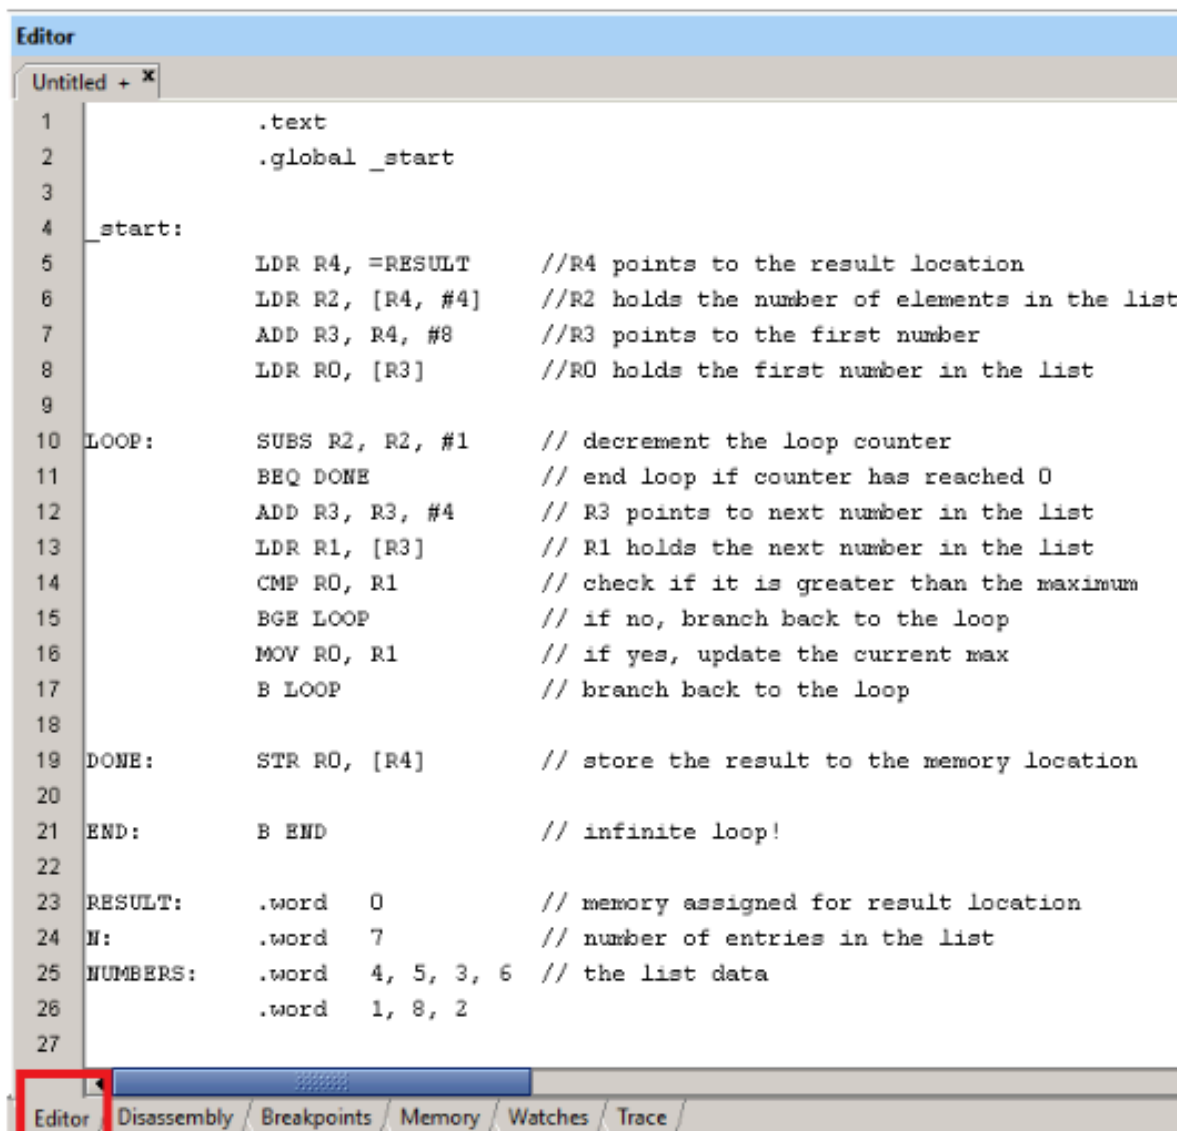 Editor
Untitled + x
1 .text
2 .global _start
3
4 _start:
5 LDR R4, =RESULT //R4 points to the result location
6 LDR R2, [R4, #4] //R2 holds the number of elements in the list
7 ADD R3, R4, #8 //R3 points to the first number
8 LDR R0, [R3] //R0 holds the first number in the list
9
10 LOOP: SUBS R2, R2, #1 // decrement the loop counter
11 BEQ DONE // end loop if counter has reached 0
12 ADD R3, R3, #4 // R3 points to next number in the list
13 LDR R1, [R3] // R1 holds the next number in the list
14 CMP R0, R1 // check if it is greater than the maximum
15 BGE LOOP // if no, branch back to the loop
16 MOV R0, R1 // if yes, update the current max
17 B LOOP // branch back to the loop
18
19 DONE: STR R0, [R4] // store the result to the memory location
20
21 END: B END // infinite loop!
22
23 RESULT: .word 0 // memory assigned for result location
24 N: .word 7 // number of entries in the list
25 NUMBERS: .word 4, 5, 3, 6 // the list data
26 .word 1, 8, 2
27
Editor Disassembly Breakpoints Memory Watches Trace